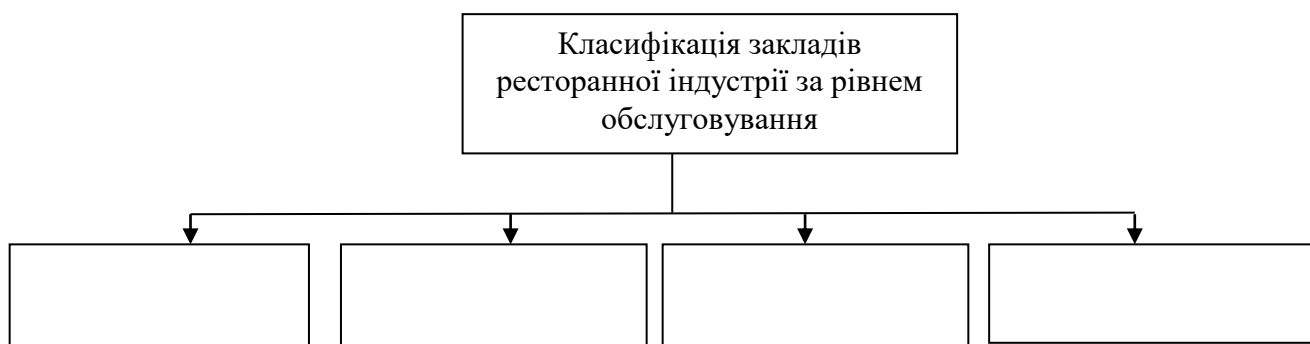 Класифікація закладів
ресторанної індустрії за рівнем
обслуговування